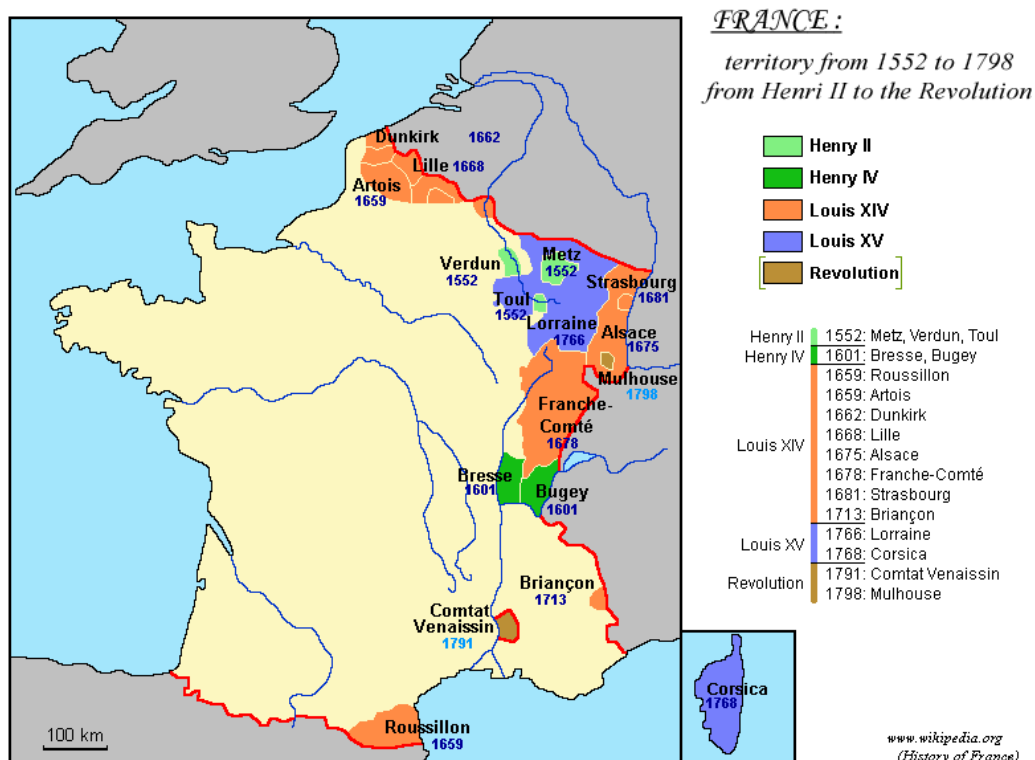 FRANCE :
territory from 1552 to 1798
from Henri II to the Revolution
Henry II
Henry IV
Louis XIV
Louis XV
Revolution
Dunkirk
1662
Lille 1668
Artois
1659
Verdun
1552
Metz
1552
Toul
1552
Strasbourg
1681
Lorraine
1766
Alsace
1675
Mulhouse
1798
Franche-
Comté
1678
Bresse
1601
Bugey
1601
Briançon
1713
Comtat
Venaissin
1791
Roussillon
1659
100 km
Corsica
1768
Henry II 1552: Metz, Verdun, Toul
Henry IV 1601: Bresse, Bugey
1659: Roussillon
1659: Artois
1662: Dunkirk
1668: Lille
Louis XIV
1675: Alsace
1678: Franche-Comté
1681: Strasbourg
1713: Briançon
1766: Lorraine
Louis XV
1768: Corsica
1791: Comtat Venaissin
Revolution
1798: Mulhouse
www.wikipedia.org
(History of France)